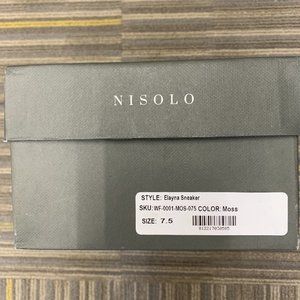 NISOLO
STYLE: Elayna Sneaker
SKU: WF-0001-MOS-075 COLOR: Moss
SIZE: 7.5